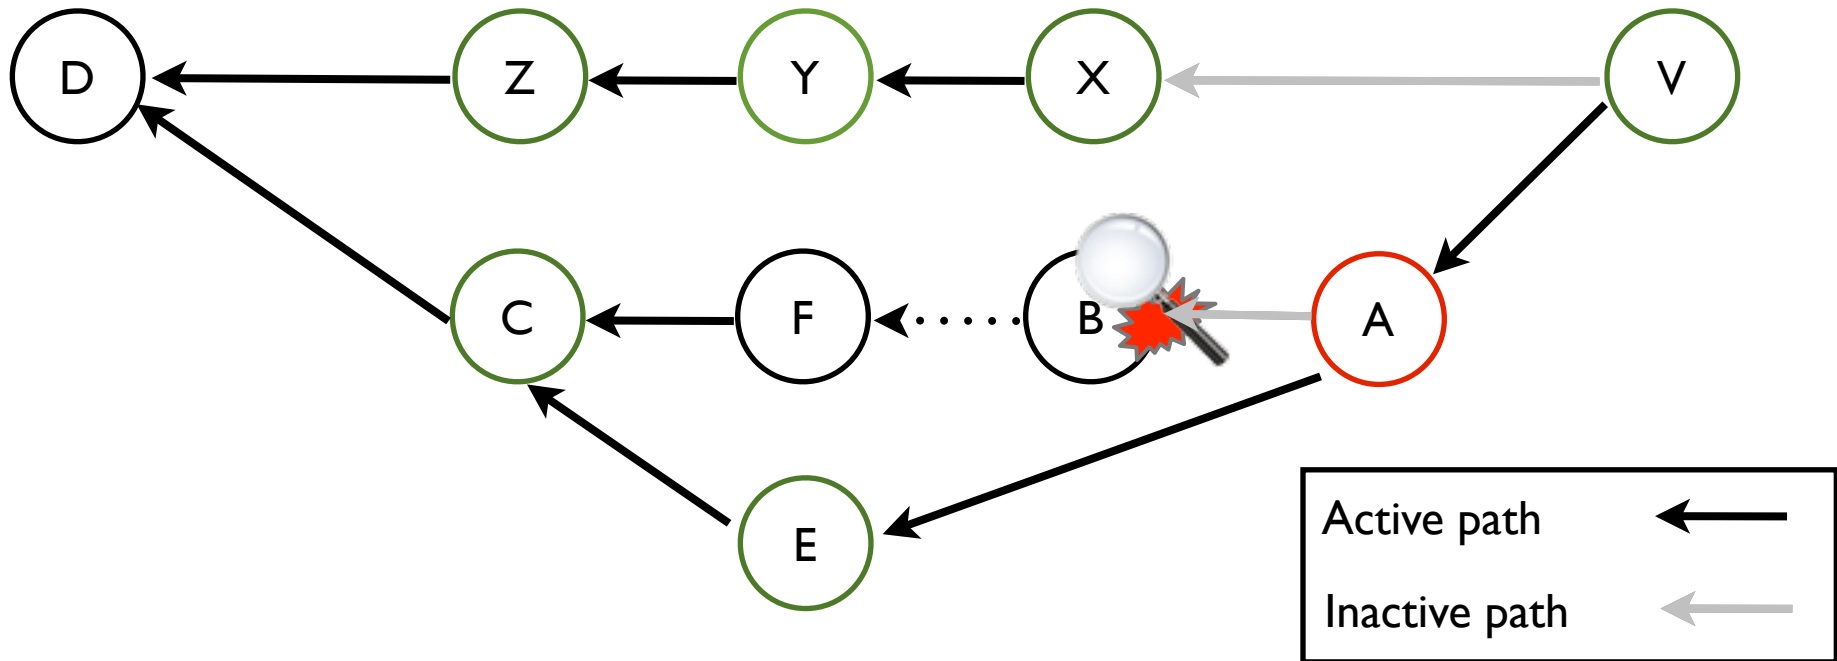 D Z Y X V
C F B A
E
Active path
Inactive path